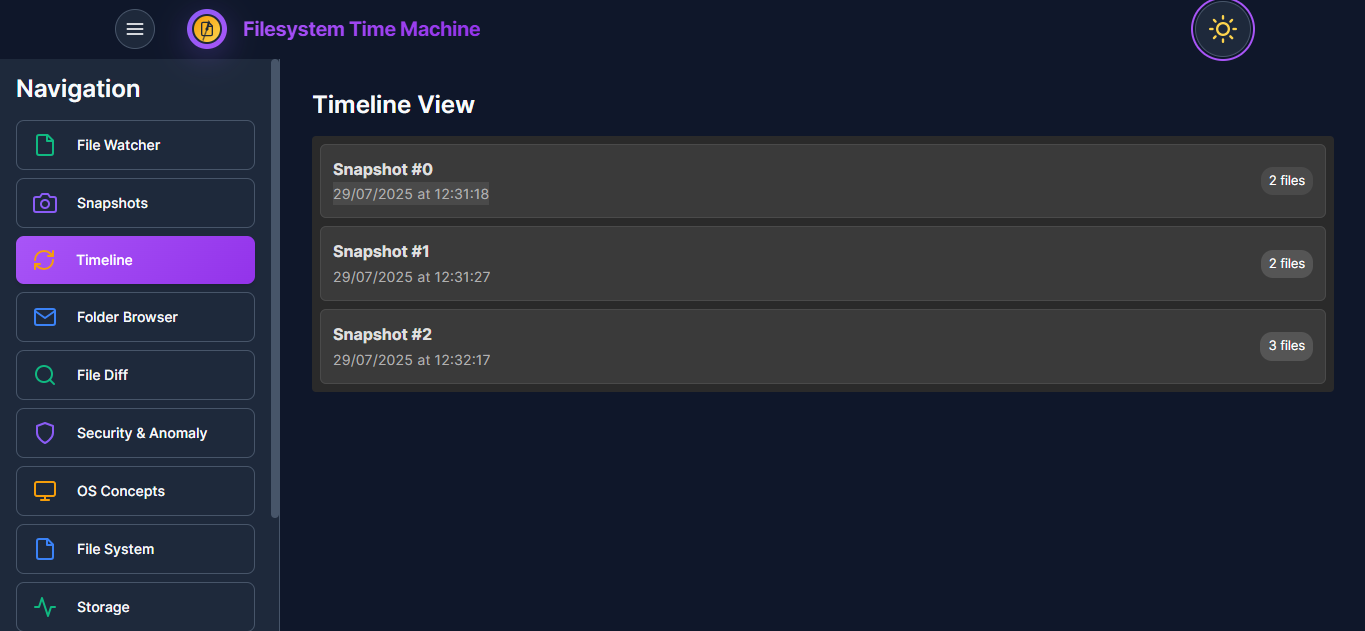 Filesystem Time Machine
Navigation
File Watcher
Snapshots
Timeline
Folder Browser
File Diff
Security & Anomaly
OS Concepts
File System
Storage
Timeline View
Snapshot #0
29/07/2025 at 12:31:18
2 files
Snapshot #1
29/07/2025 at 12:31:27
2 files
Snapshot #2
29/07/2025 at 12:32:17
3 files